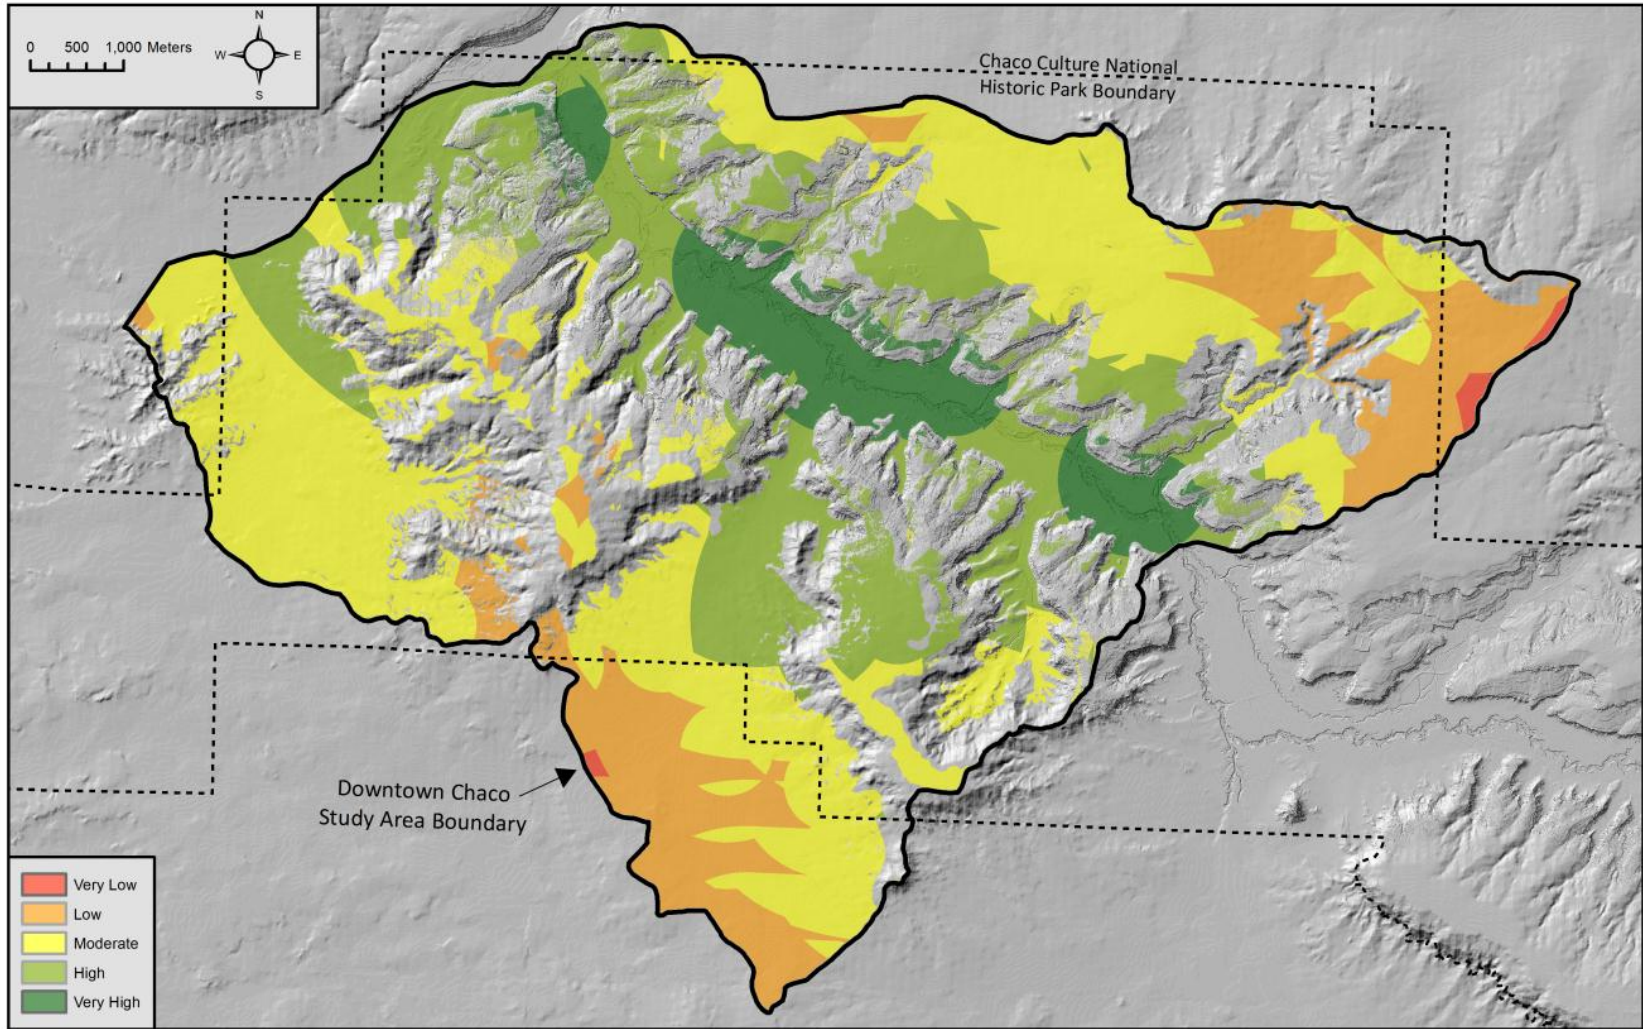 N
0 500 1,000 Meters
W E
S
Chaco Culture National
Historic Park Boundary
Downtown Chaco
Study Area Boundary
Very Low
Low
Moderate
High
Very High